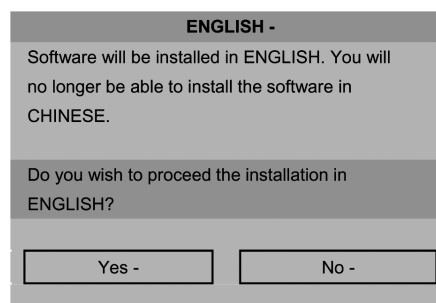 ENGLISH -
Software will be installed in ENGLISH. You will
no longer be able to install the software in
CHINESE.
Do you wish to proceed the installation in
ENGLISH?
Yes -
No -